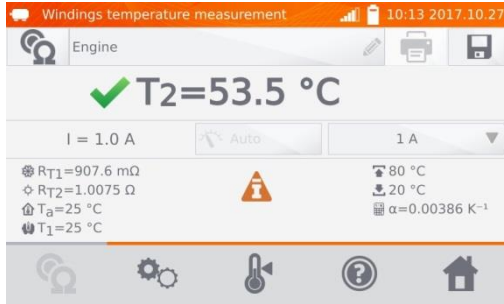 Windings temperature measurement 10:13 2017.10.27
Engine
T2=53.5 °C
I = 1.0 A Auto 1 A
RT1=907.6 mΩ
RT2=1.0075 Ω
Ta=25 °C
T1=25 °C
80 °C
20 °C
α=0.00386 K⁻¹